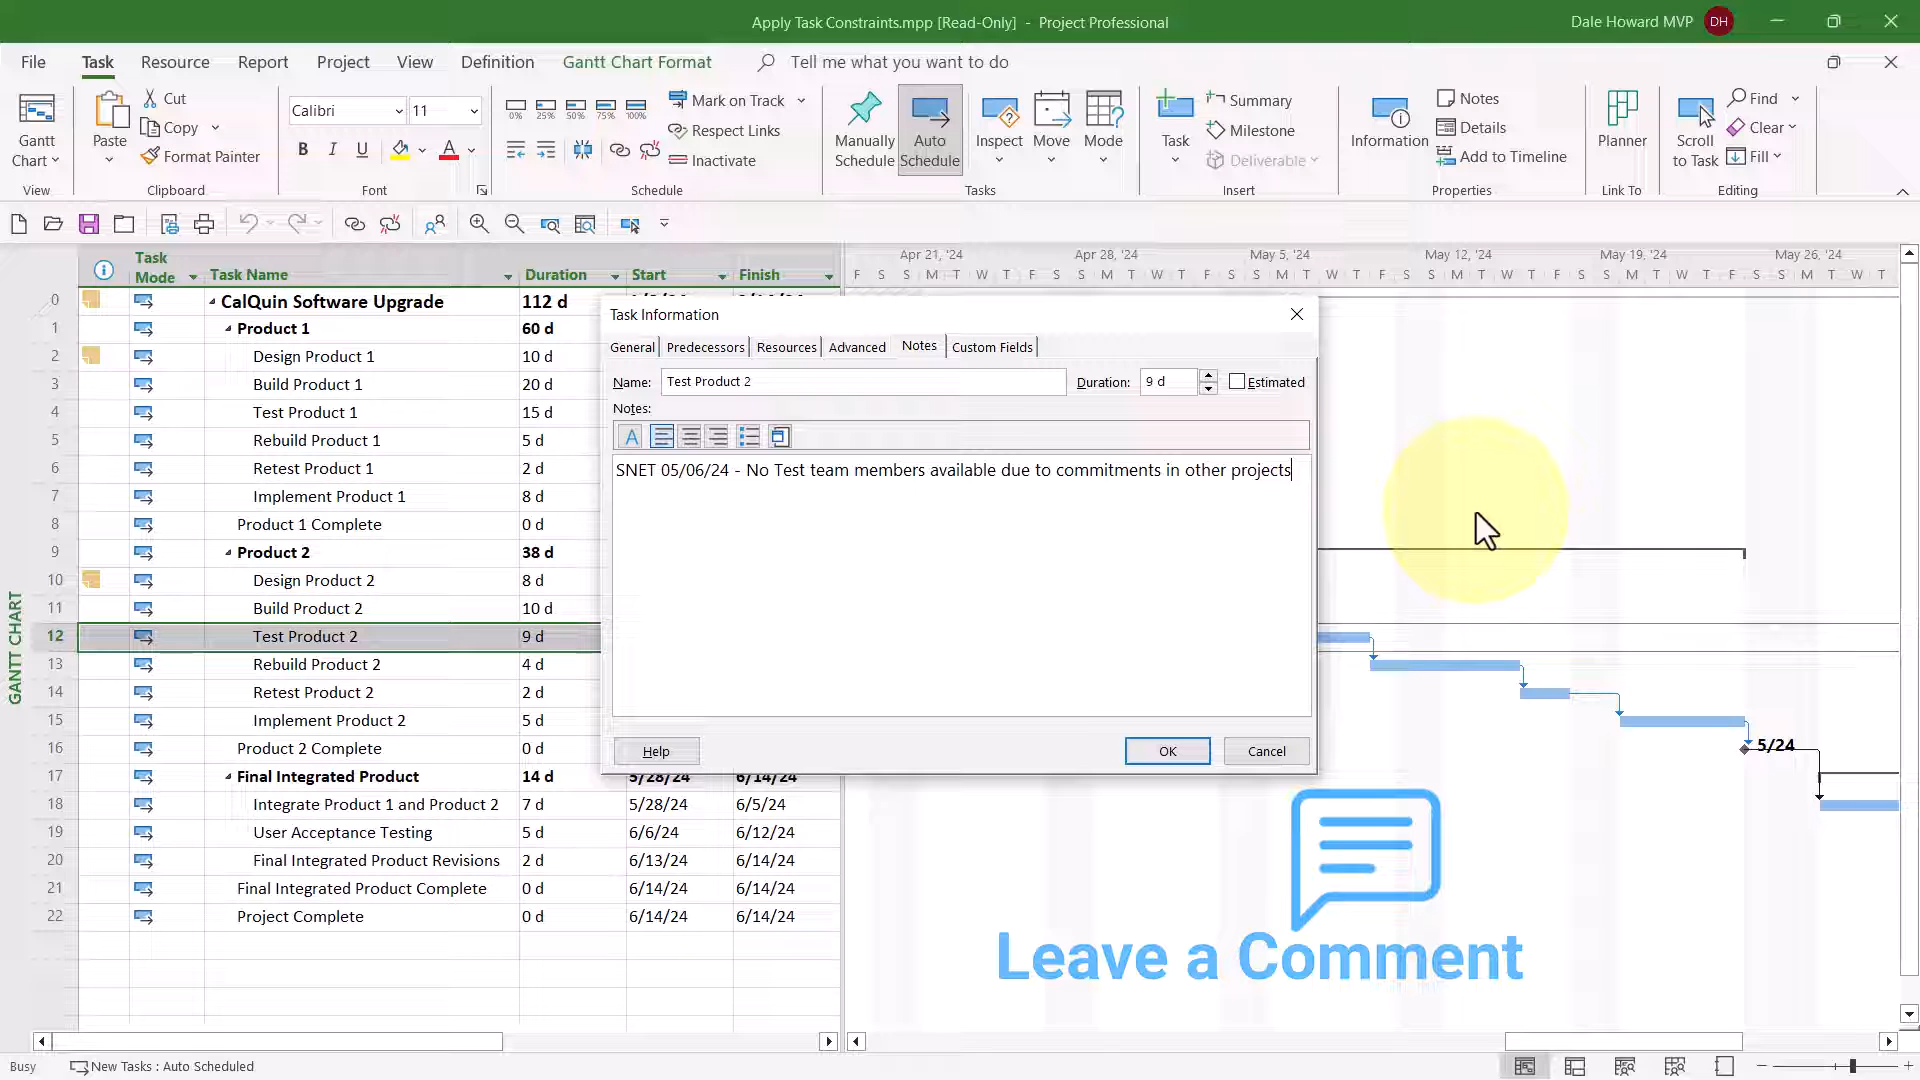 Apply Task Constraints.mpp [Read-Only] - Project Professional
Dale Howard MVP DH
File Task Resource Report Project View Definition Gantt Chart Format Tell me what you want to do
Gantt Chart
View
Paste
Cut
Copy
Format Painter
Clipboard
Calibri 11
B I U A
Font
0% 25% 50% 75% 100%
Mark on Track
Respect Links
Inactivate
Schedule
Manually Schedule
Auto Schedule
Inspect
Move
Mode
Tasks
Task
Summary
Milestone
Deliverable
Insert
Information
Notes
Details
Add to Timeline
Properties
Planner
Link To
Scroll to Task
Find
Clear
Fill
Editing
Task Mode Task Name Duration Start Finish
Apr 21, '24 Apr 28, '24 May 5, '24 May 12, '24 May 19, '24 May 26, '24
F S S M T W T F S S M T W T F S S M T W T F S S M T W T F S S M T W T F S S M T W T
GANTT CHART
0 CalQuin Software Upgrade 112 d
1 Product 1 60 d
2 Design Product 1 10 d
3 Build Product 1 20 d
4 Test Product 1 15 d
5 Rebuild Product 1 5 d
6 Retest Product 1 2 d
7 Implement Product 1 8 d
8 Product 1 Complete 0 d
9 Product 2 38 d
10 Design Product 2 8 d
11 Build Product 2 10 d
12 Test Product 2 9 d
13 Rebuild Product 2 4 d
14 Retest Product 2 2 d
15 Implement Product 2 5 d
16 Product 2 Complete 0 d
17 Final Integrated Product 14 d 5/28/24 6/14/24
18 Integrate Product 1 and Product 2 7 d 5/28/24 6/5/24
19 User Acceptance Testing 5 d 6/6/24 6/12/24
20 Final Integrated Product Revisions 2 d 6/13/24 6/14/24
21 Final Integrated Product Complete 0 d 6/14/24 6/14/24
22 Project Complete 0 d 6/14/24 6/14/24
Task Information
General Predecessors Resources Advanced Notes Custom Fields
Name: Test Product 2 Duration: 9 d Estimated
Notes:
A
SNET 05/06/24 - No Test team members available due to commitments in other projects
Help OK Cancel
5/24
Leave a Comment
Busy New Tasks : Auto Scheduled